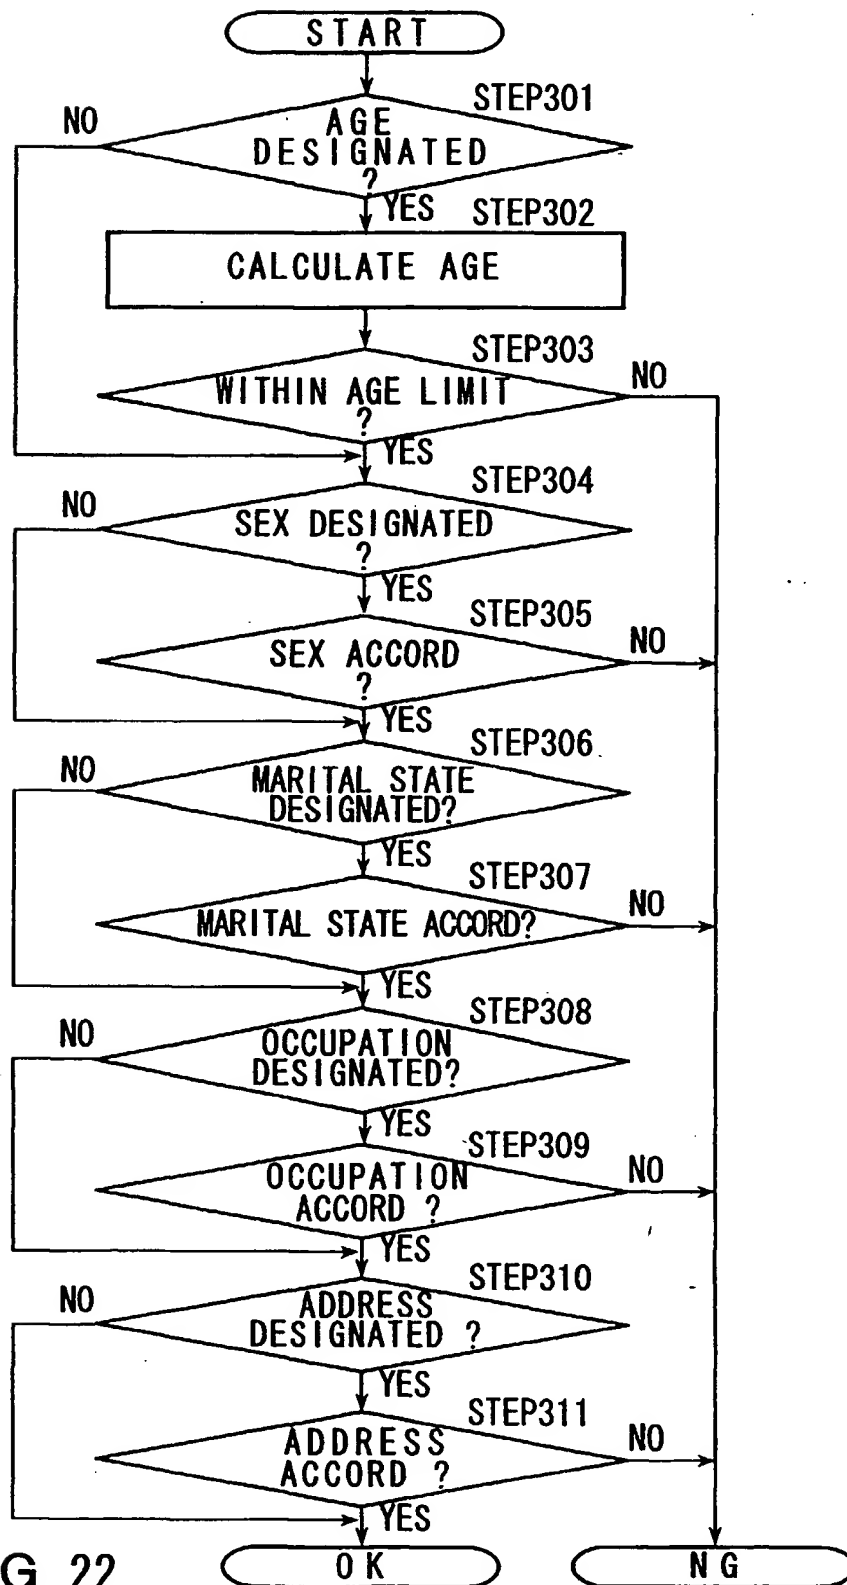 START
STEP301
NO
AGE
DESIGNATED
?
YES
STEP302
CALCULATE AGE
STEP303
WITHIN AGE LIMIT
?
NO
YES
STEP304
NO
SEX DESIGNATED
?
YES
STEP305
SEX ACCORD
?
NO
YES
STEP306
NO
MARITAL STATE
DESIGNATED?
YES
STEP307
MARITAL STATE ACCORD?
NO
YES
STEP308
NO
OCCUPATION
DESIGNATED?
YES
STEP309
OCCUPATION
ACCORD ?
NO
YES
STEP310
NO
ADDRESS
DESIGNATED ?
YES
STEP311
ADDRESS
ACCORD ?
NO
YES
G 22
OK
NG